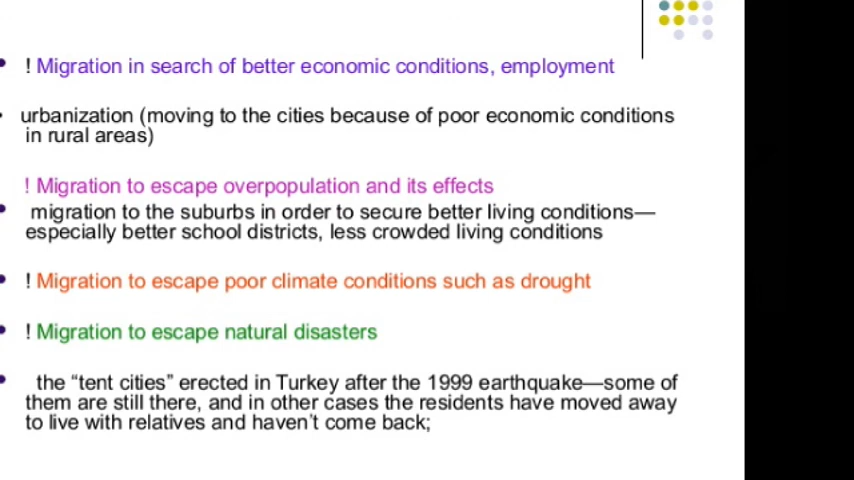 ! Migration in search of better economic conditions, employment
urbanization (moving to the cities because of poor economic conditions
in rural areas)
! Migration to escape overpopulation and its effects
migration to the suburbs in order to secure better living conditions—
especially better school districts, less crowded living conditions
! Migration to escape poor climate conditions such as drought
! Migration to escape natural disasters
the “tent cities” erected in Turkey after the 1999 earthquake—some of
them are still there, and in other cases the residents have moved away
to live with relatives and haven’t come back;